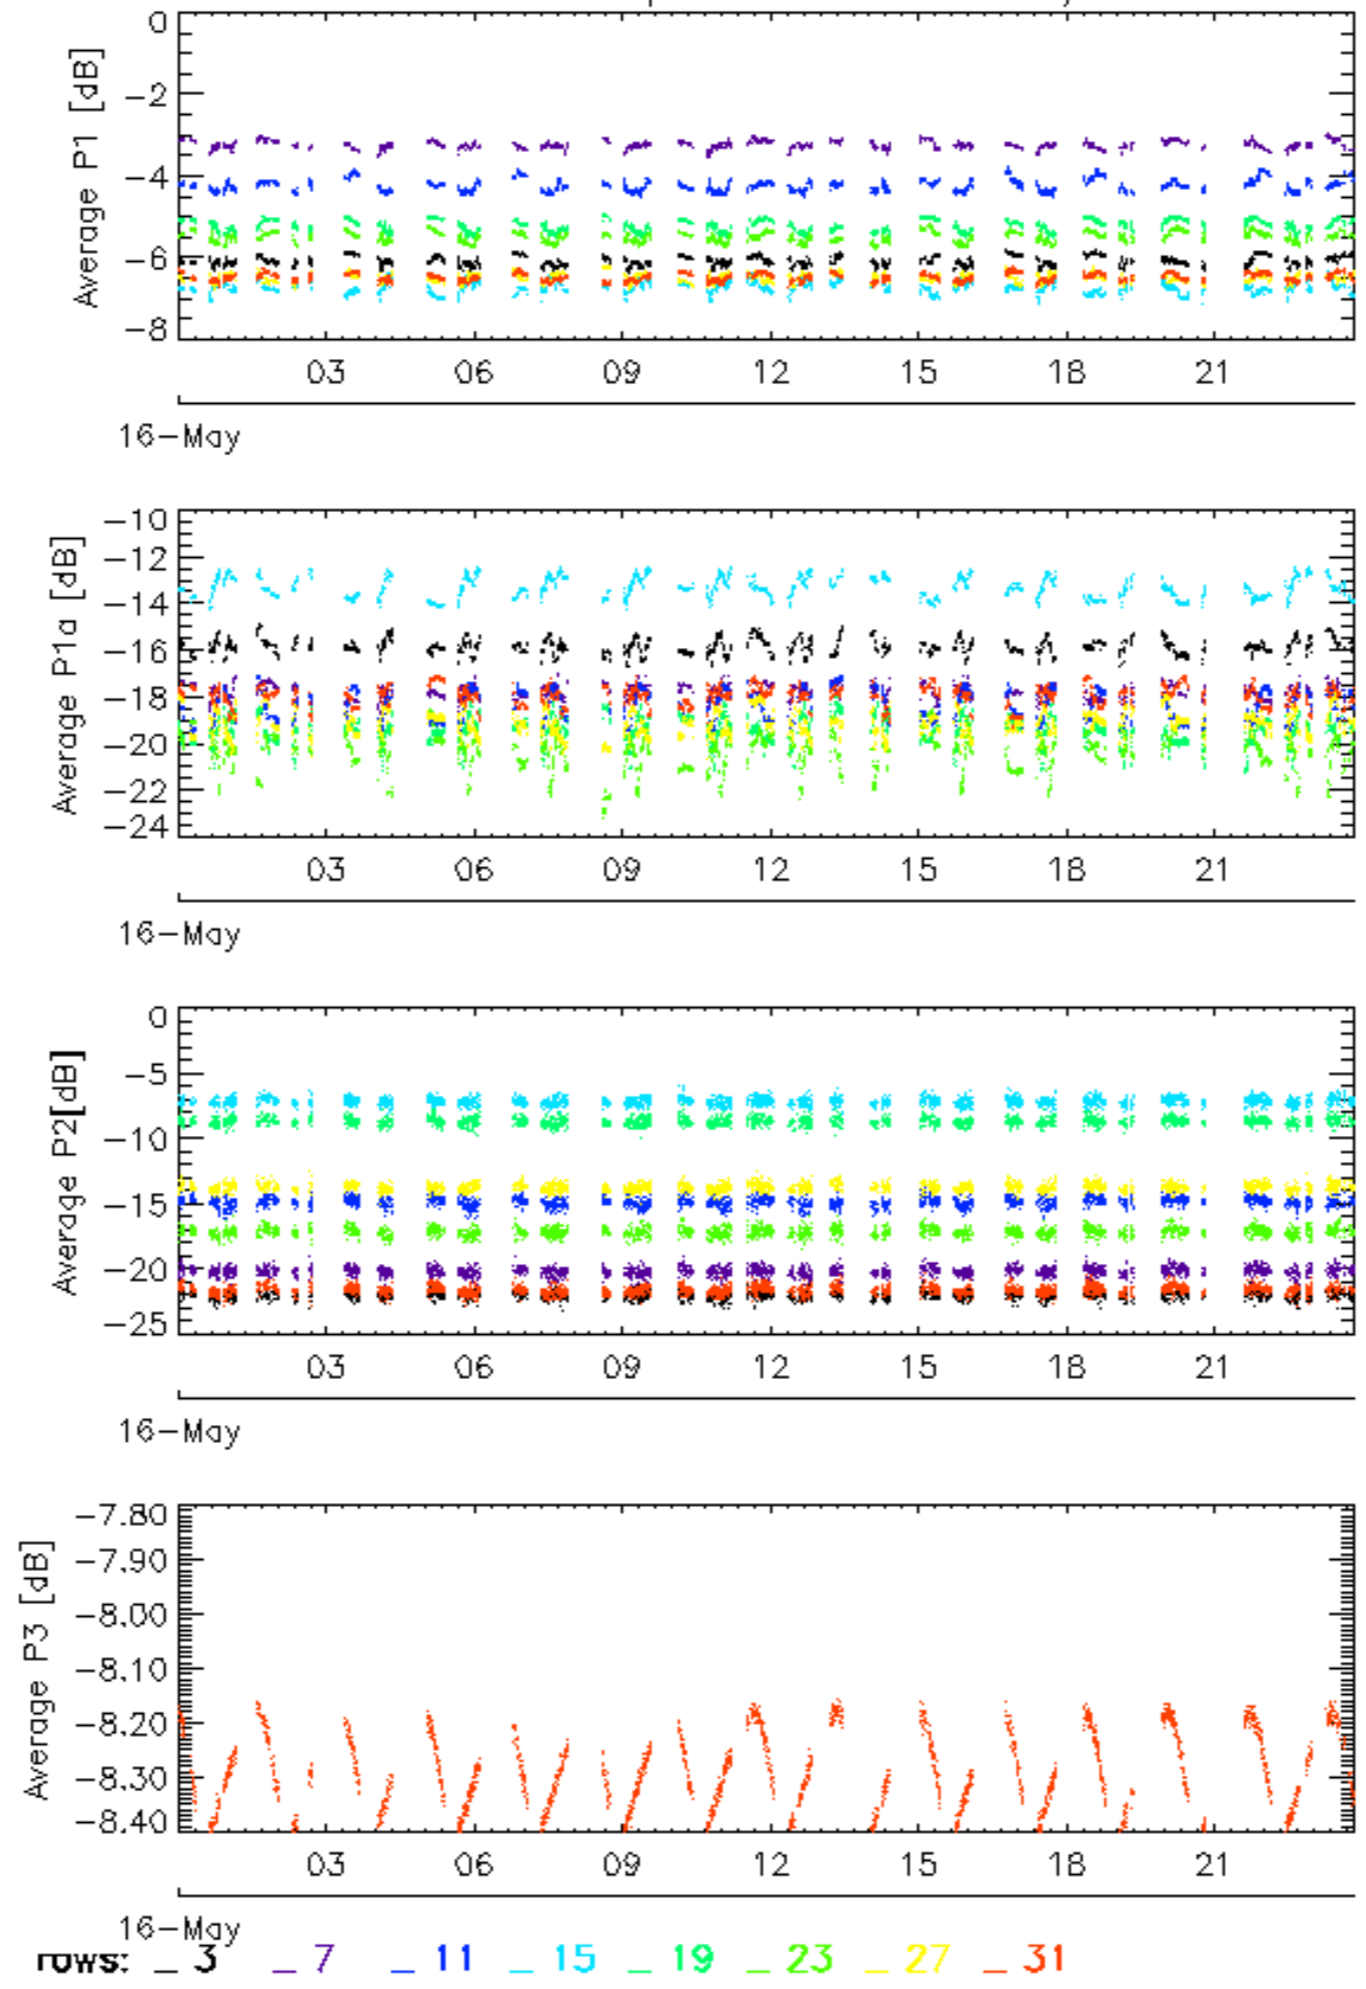 0
-2
-4
-6
-8
Average P1 [dB]
03 06 09 12 15 18 21
16-May
-10
-12
-14
-16
-18
-20
-22
-24
Average P1a [dB]
03 06 09 12 15 18 21
16-May
0
-5
-10
-15
-20
-25
Average P2[dB]
03 06 09 12 15 18 21
16-May
-7.80
-7.90
-8.00
-8.10
-8.20
-8.30
-8.40
Average P3 [dB]
03 06 09 12 15 18 21
16-May
rows: _ 3 _ 7 _ 11 _ 15 _ 19 _ 23 _ 27 _ 31